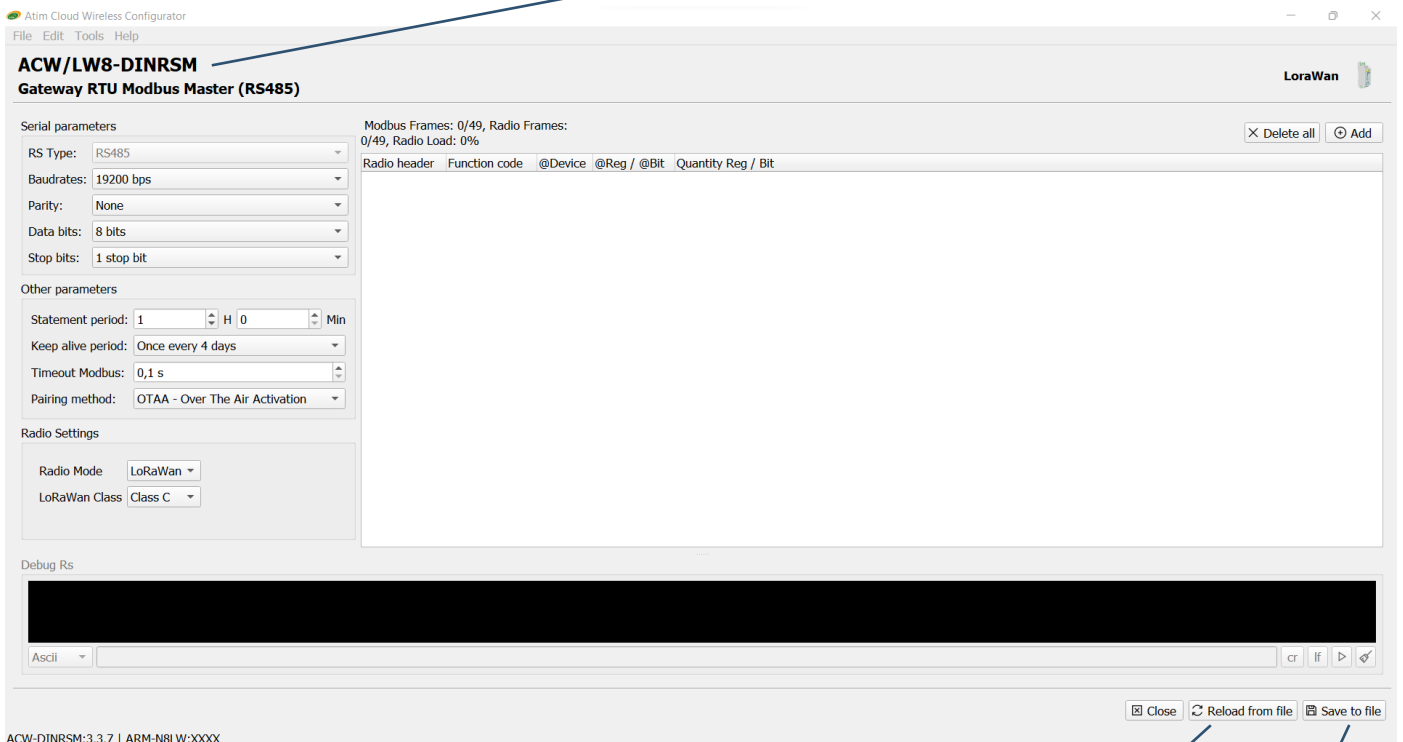 Atim Cloud Wireless Configurator
File Edit Tools Help
ACW/LW8-DINRSM
Gateway RTU Modbus Master (RS485)
LoraWan
Serial parameters
RS Type: RS485
Baudrates: 19200 bps
Parity: None
Data bits: 8 bits
Stop bits: 1 stop bit
Other parameters
Statement period: 1 H 0 Min
Keep alive period: Once every 4 days
Timeout Modbus: 0,1 s
Pairing method: OTAA - Over The Air Activation
Radio Settings
Radio Mode LoRaWan
LoRaWan Class Class C
Modbus Frames: 0/49, Radio Frames:
0/49, Radio Load: 0%
Delete all Add
Radio header Function code @Device @Reg / @Bit Quantity Reg / Bit
Debug Rs
Ascii cr lf
Close Reload from file Save to file
ACW-DINRSM:3.3.7 | ARM-N8LW:XXXX